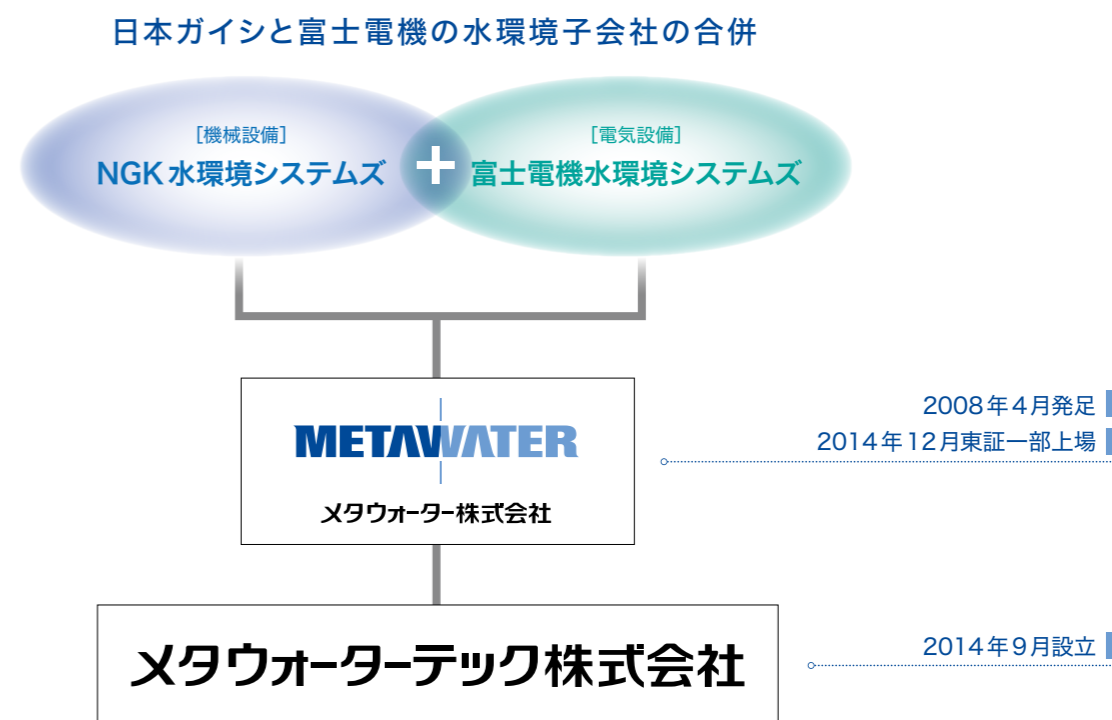 日本ガイシと富士電機の水環境子会社の合併
[機械設備]
NGK水環境システムズ
+
[電気設備]
富士電機水環境システムズ
METAWATER
メタウォーター株式会社
2008年4月発足
2014年12月東証一部上場
メタウォーターテック株式会社
2014年9月設立